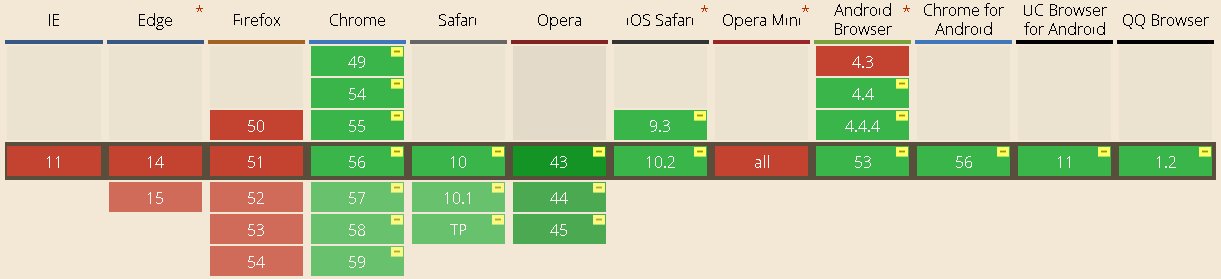 IE Edge * Firefox Chrome Safari Opera iOS Safari * Opera Mini * Android Browser * Chrome for Android UC Browser for Android QQ Browser
49 4.3
54 4.4
50 55 9.3 4.4.4
11 14 51 56 10 43 10.2 all 53 56 11 1.2
15 52 57 10.1 44
53 58 TP 45
54 59